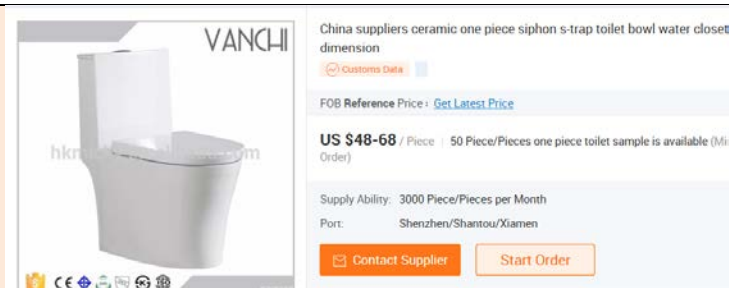 VANCHI
China suppliers ceramic one piece siphon s-trap toilet bowl water closet
dimension
Customs Data
FOB Reference Price: Get Latest Price
US $48-68 / Piece | 50 Piece/Pieces one piece toilet sample is available (Mi
Order)
Supply Ability: 3000 Piece/Pieces per Month
Port: Shenzhen/Shantou/Xiamen
Contact Supplier
Start Order
CE